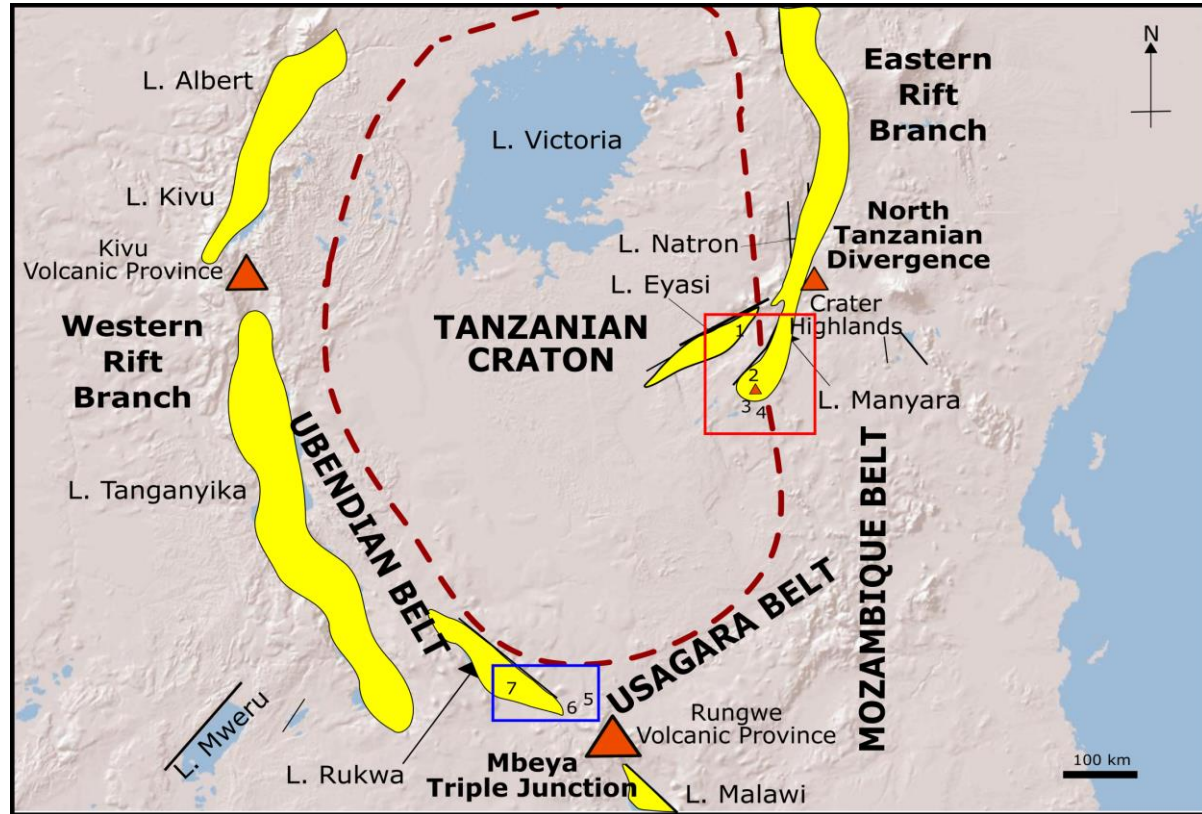 N
Eastern
Rift
Branch
L. Albert
L. Victoria
L. Kivu
North
Tanzanian
Divergence
L. Natron
Kivu
Volcanic Province
L. Eyasi
Crater
Highlands
Western
Rift
Branch
TANZANIAN
CRATON
1
2
3
4
L. Manyara
UBENDIAN BELT
MOZAMBIQUE BELT
L. Tanganyika
USAGARA BELT
7
6
5
L. Mweru
L. Rukwa
Rungwe
Volcanic Province
Mbeya
Triple Junction
L. Malawi
100 km